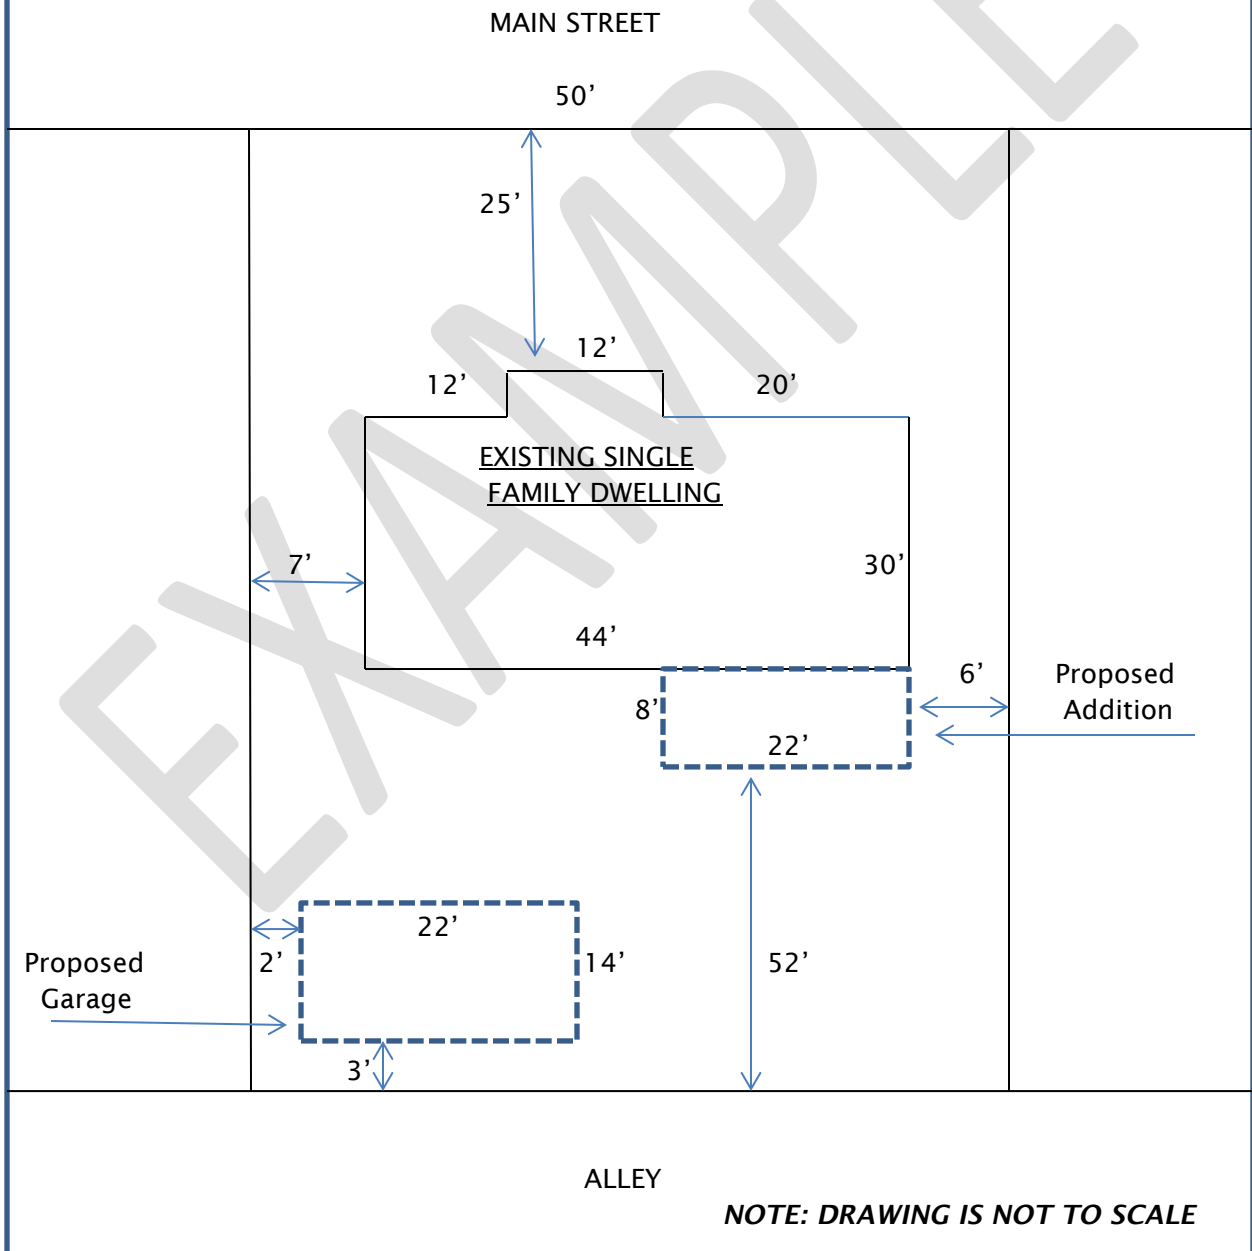 MAIN STREET
50’
25’
12’
12’
20’
EXISTING SINGLE
FAMILY DWELLING
7’
30’
44’
6’
Proposed
Addition
8’
22’
22’
2’
14’
52’
Proposed
Garage
3’
ALLEY
NOTE: DRAWING IS NOT TO SCALE
EXAMPLE